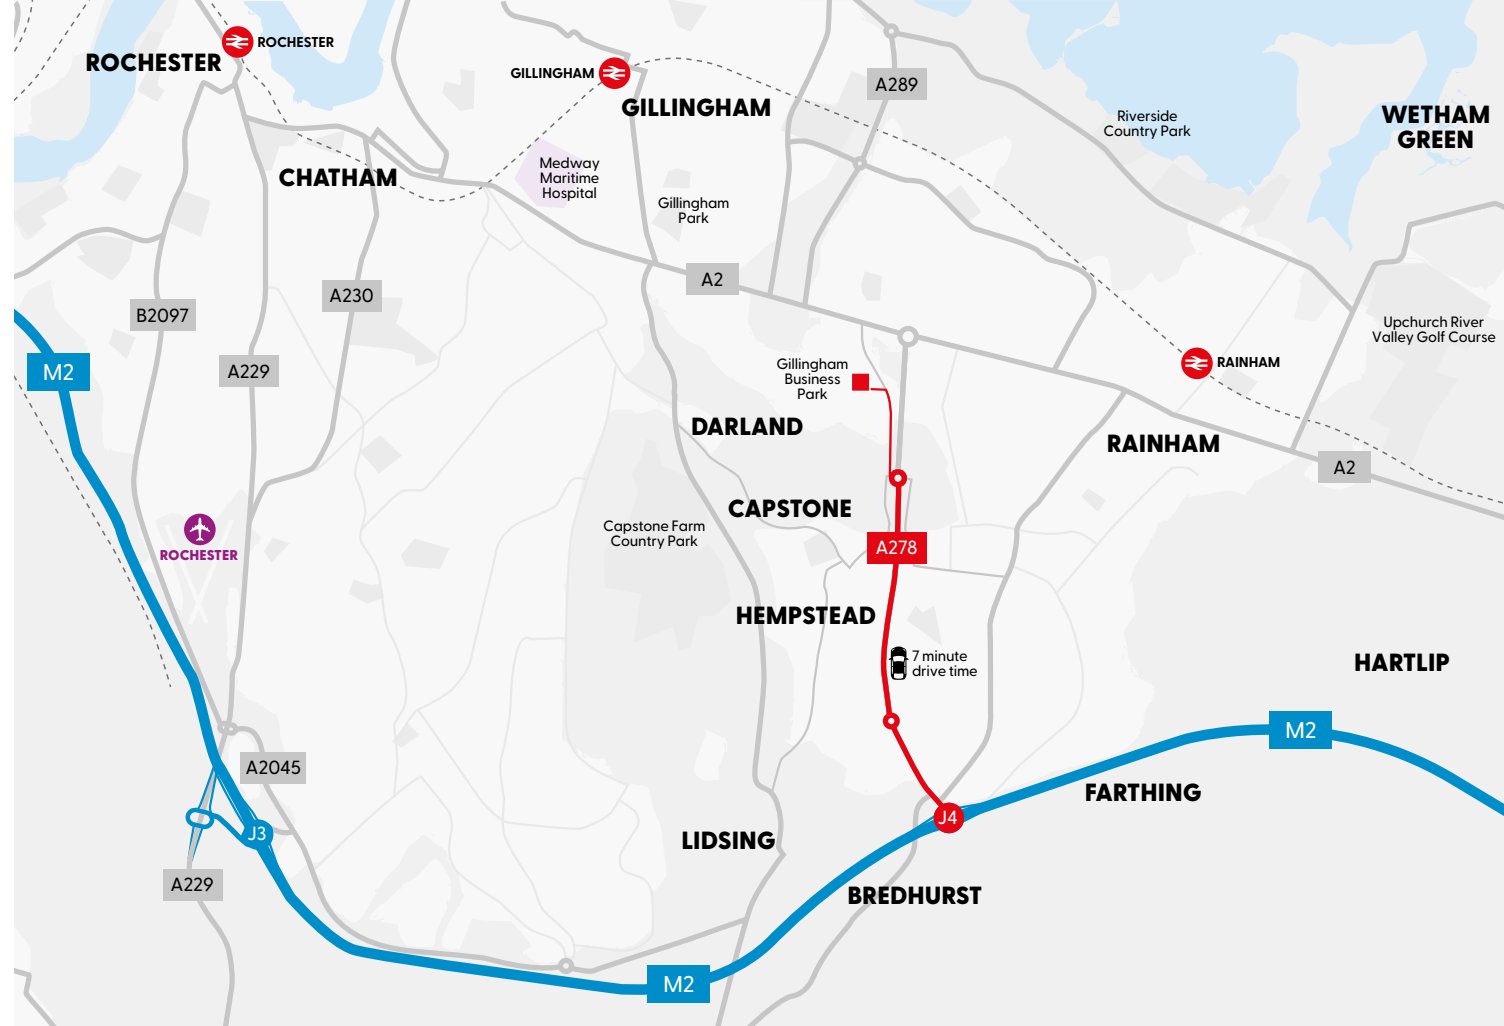 ROCHESTER
ROCHESTER
GILLINGHAM
GILLINGHAM
A289
Riverside
Country Park
WETHAM
GREEN
CHATHAM
Medway
Maritime
Hospital
Gillingham
Park
A2
A230
B2097
M2
A229
Upchurch River
Valley Golf Course
Gillingham
Business
Park
RAINHAM
DARLAND
RAINHAM
A2
CAPSTONE
Capstone Farm
Country Park
ROCHESTER
A278
HEMPSTEAD
7 minute
drive time
HARTLIP
M2
A2045
FARTHING
J4
J3
LIDSING
A229
BREDHURST
M2